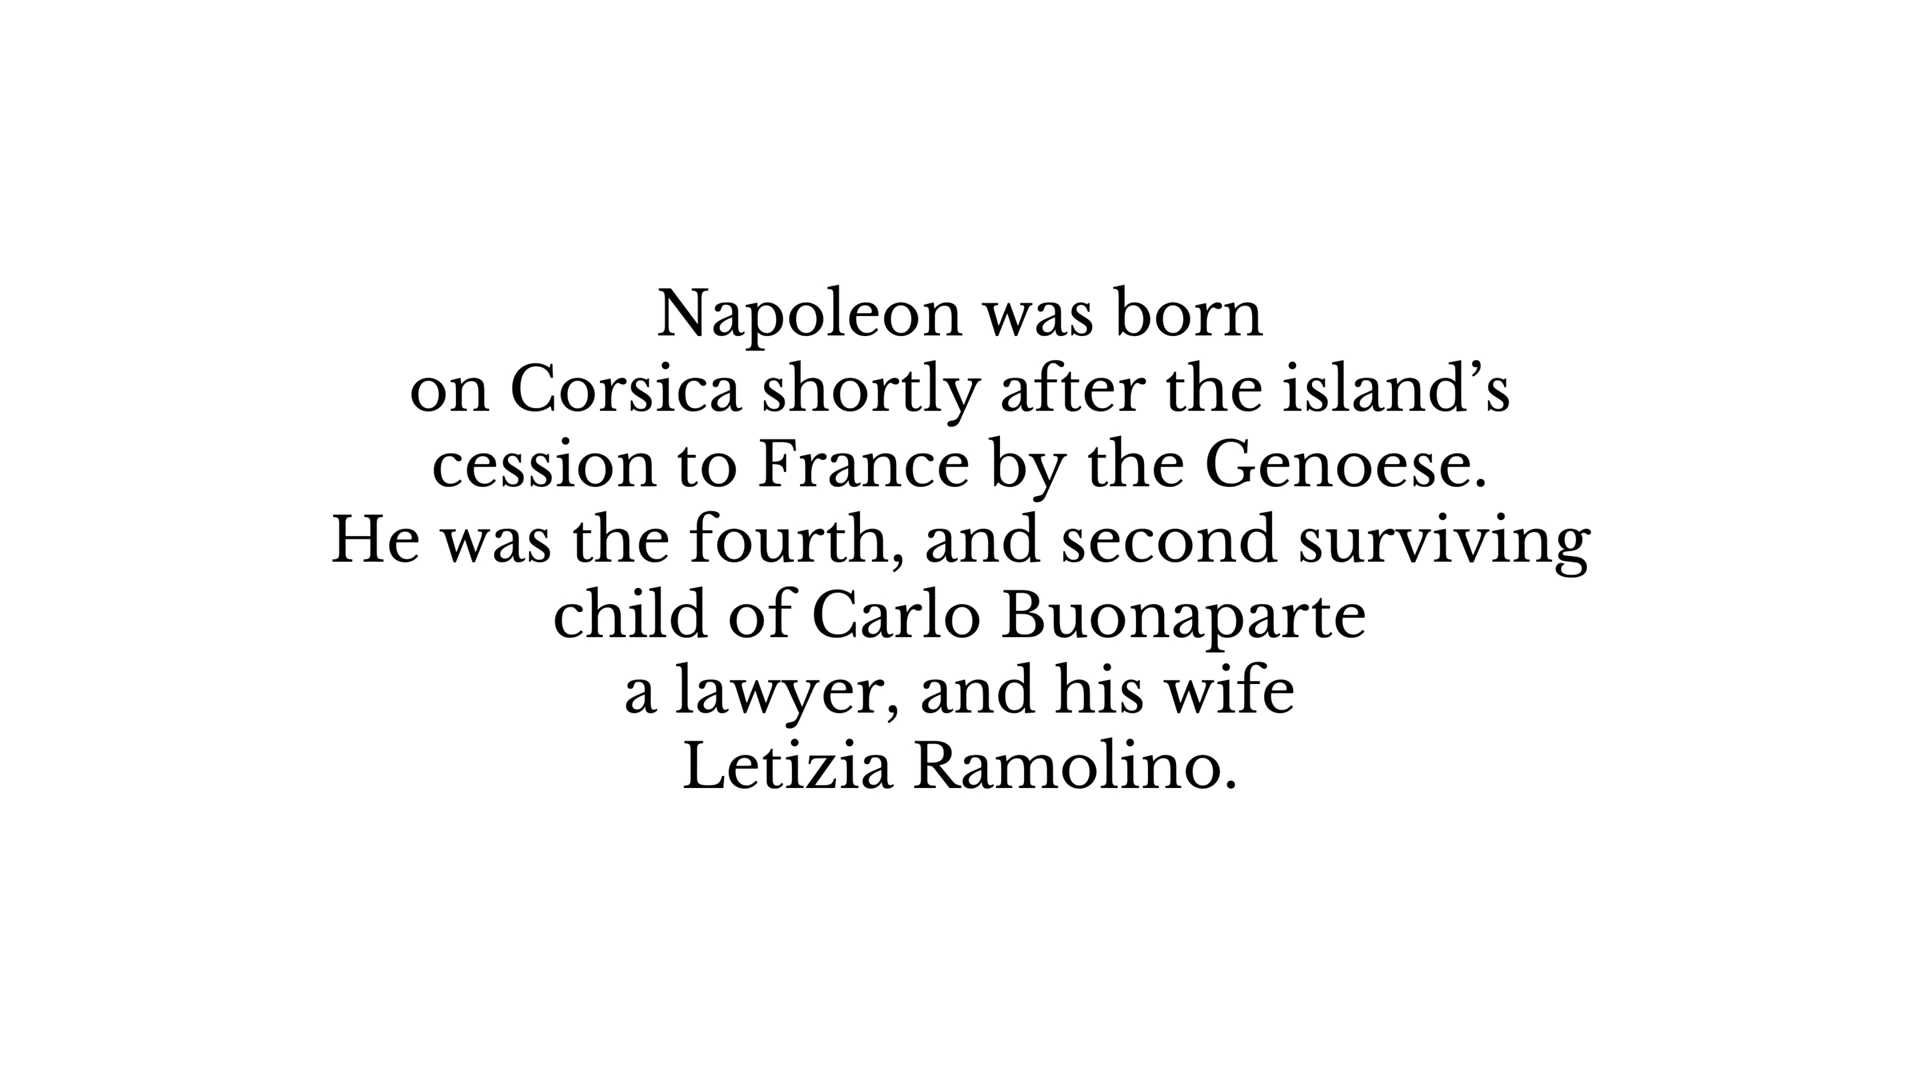 Napoleon was born
on Corsica shortly after the island’s
cession to France by the Genoese.
He was the fourth, and second surviving
child of Carlo Buonaparte
a lawyer, and his wife
Letizia Ramolino.